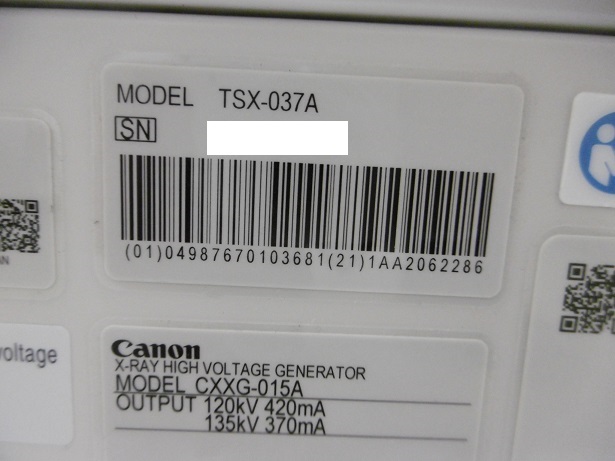 MODEL TSX-037A
SN
(01)04987670103681(21)1AA2062286
N
voltage
Canon
X-RAY HIGH VOLTAGE GENERATOR
MODEL CXXG-015A
OUTPUT 120kV 420mA
135kV 370mA